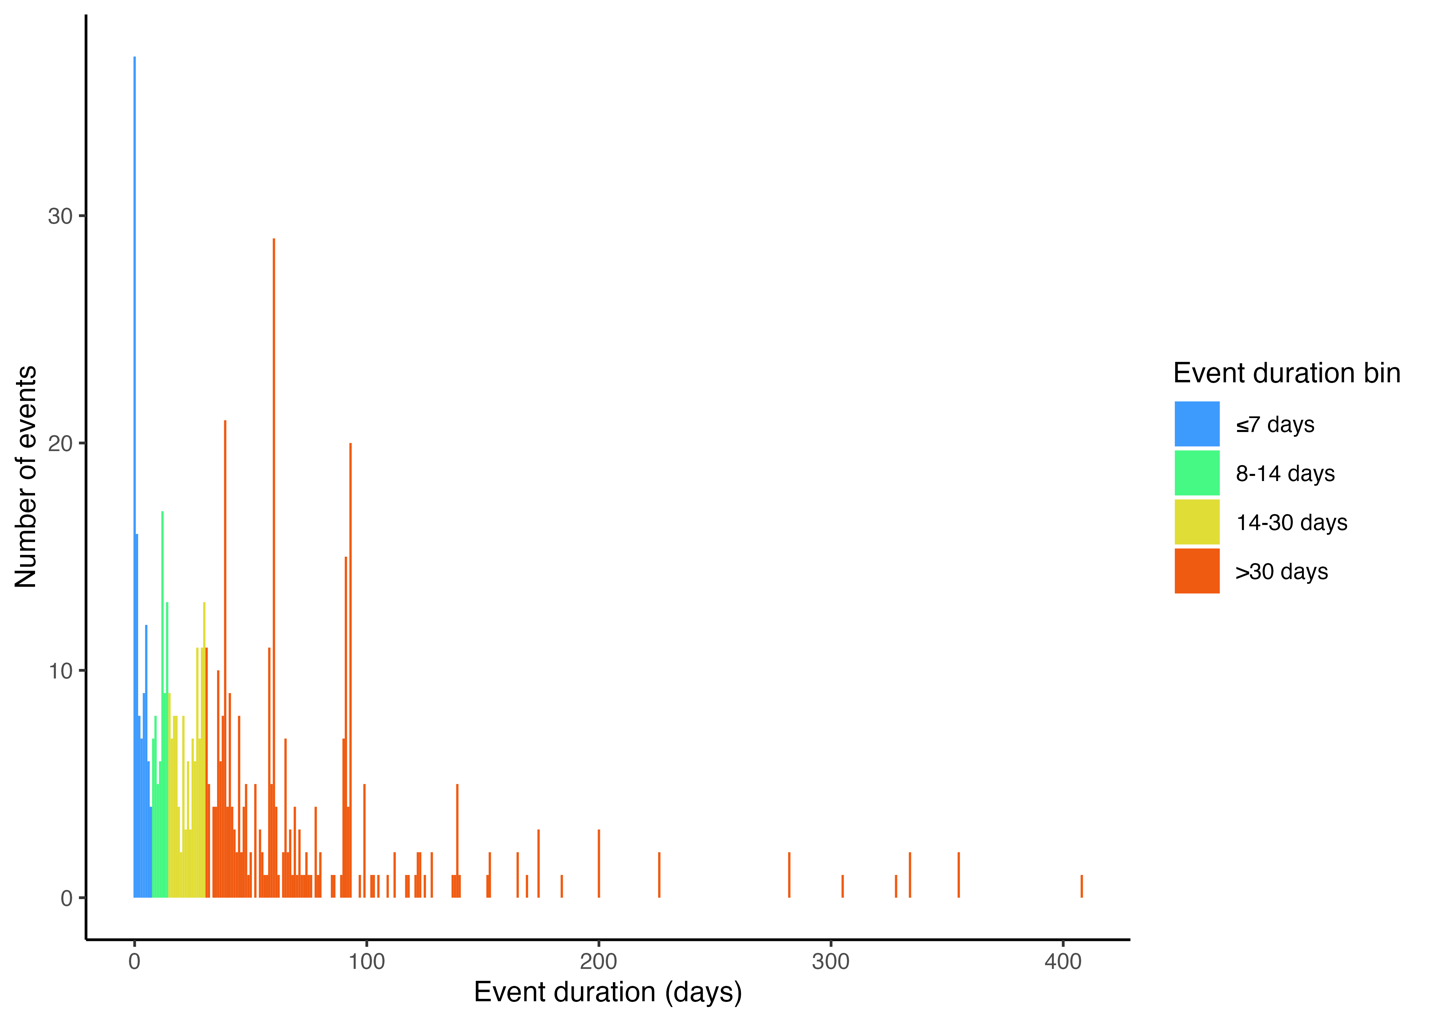 30
20
10
0
Number of events
0 100 200 300 400
Event duration (days)
Event duration bin
≤7 days
8-14 days
14-30 days
>30 days